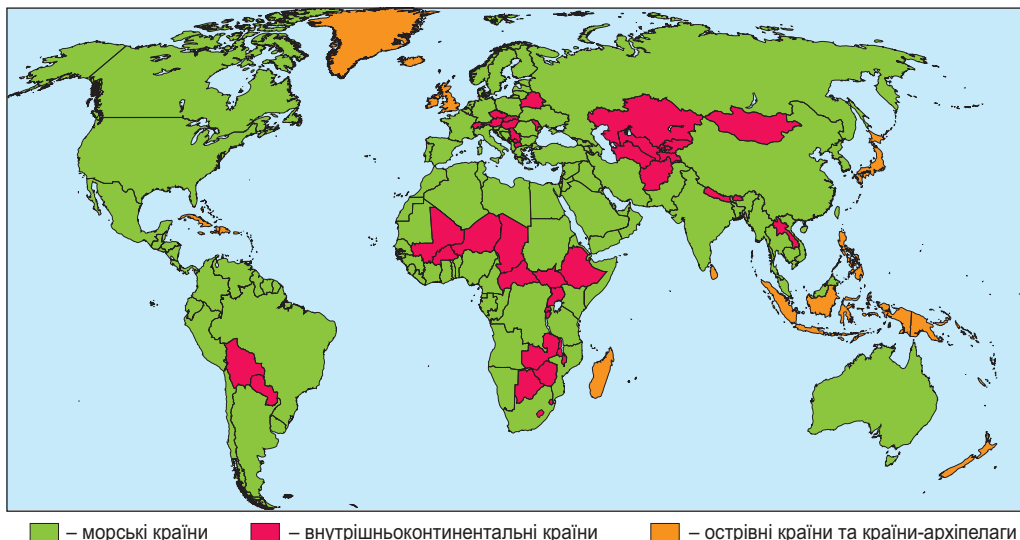 – морські країни – внутрішньоконтинентальні країни – острівні країни та країни-архіпелаги